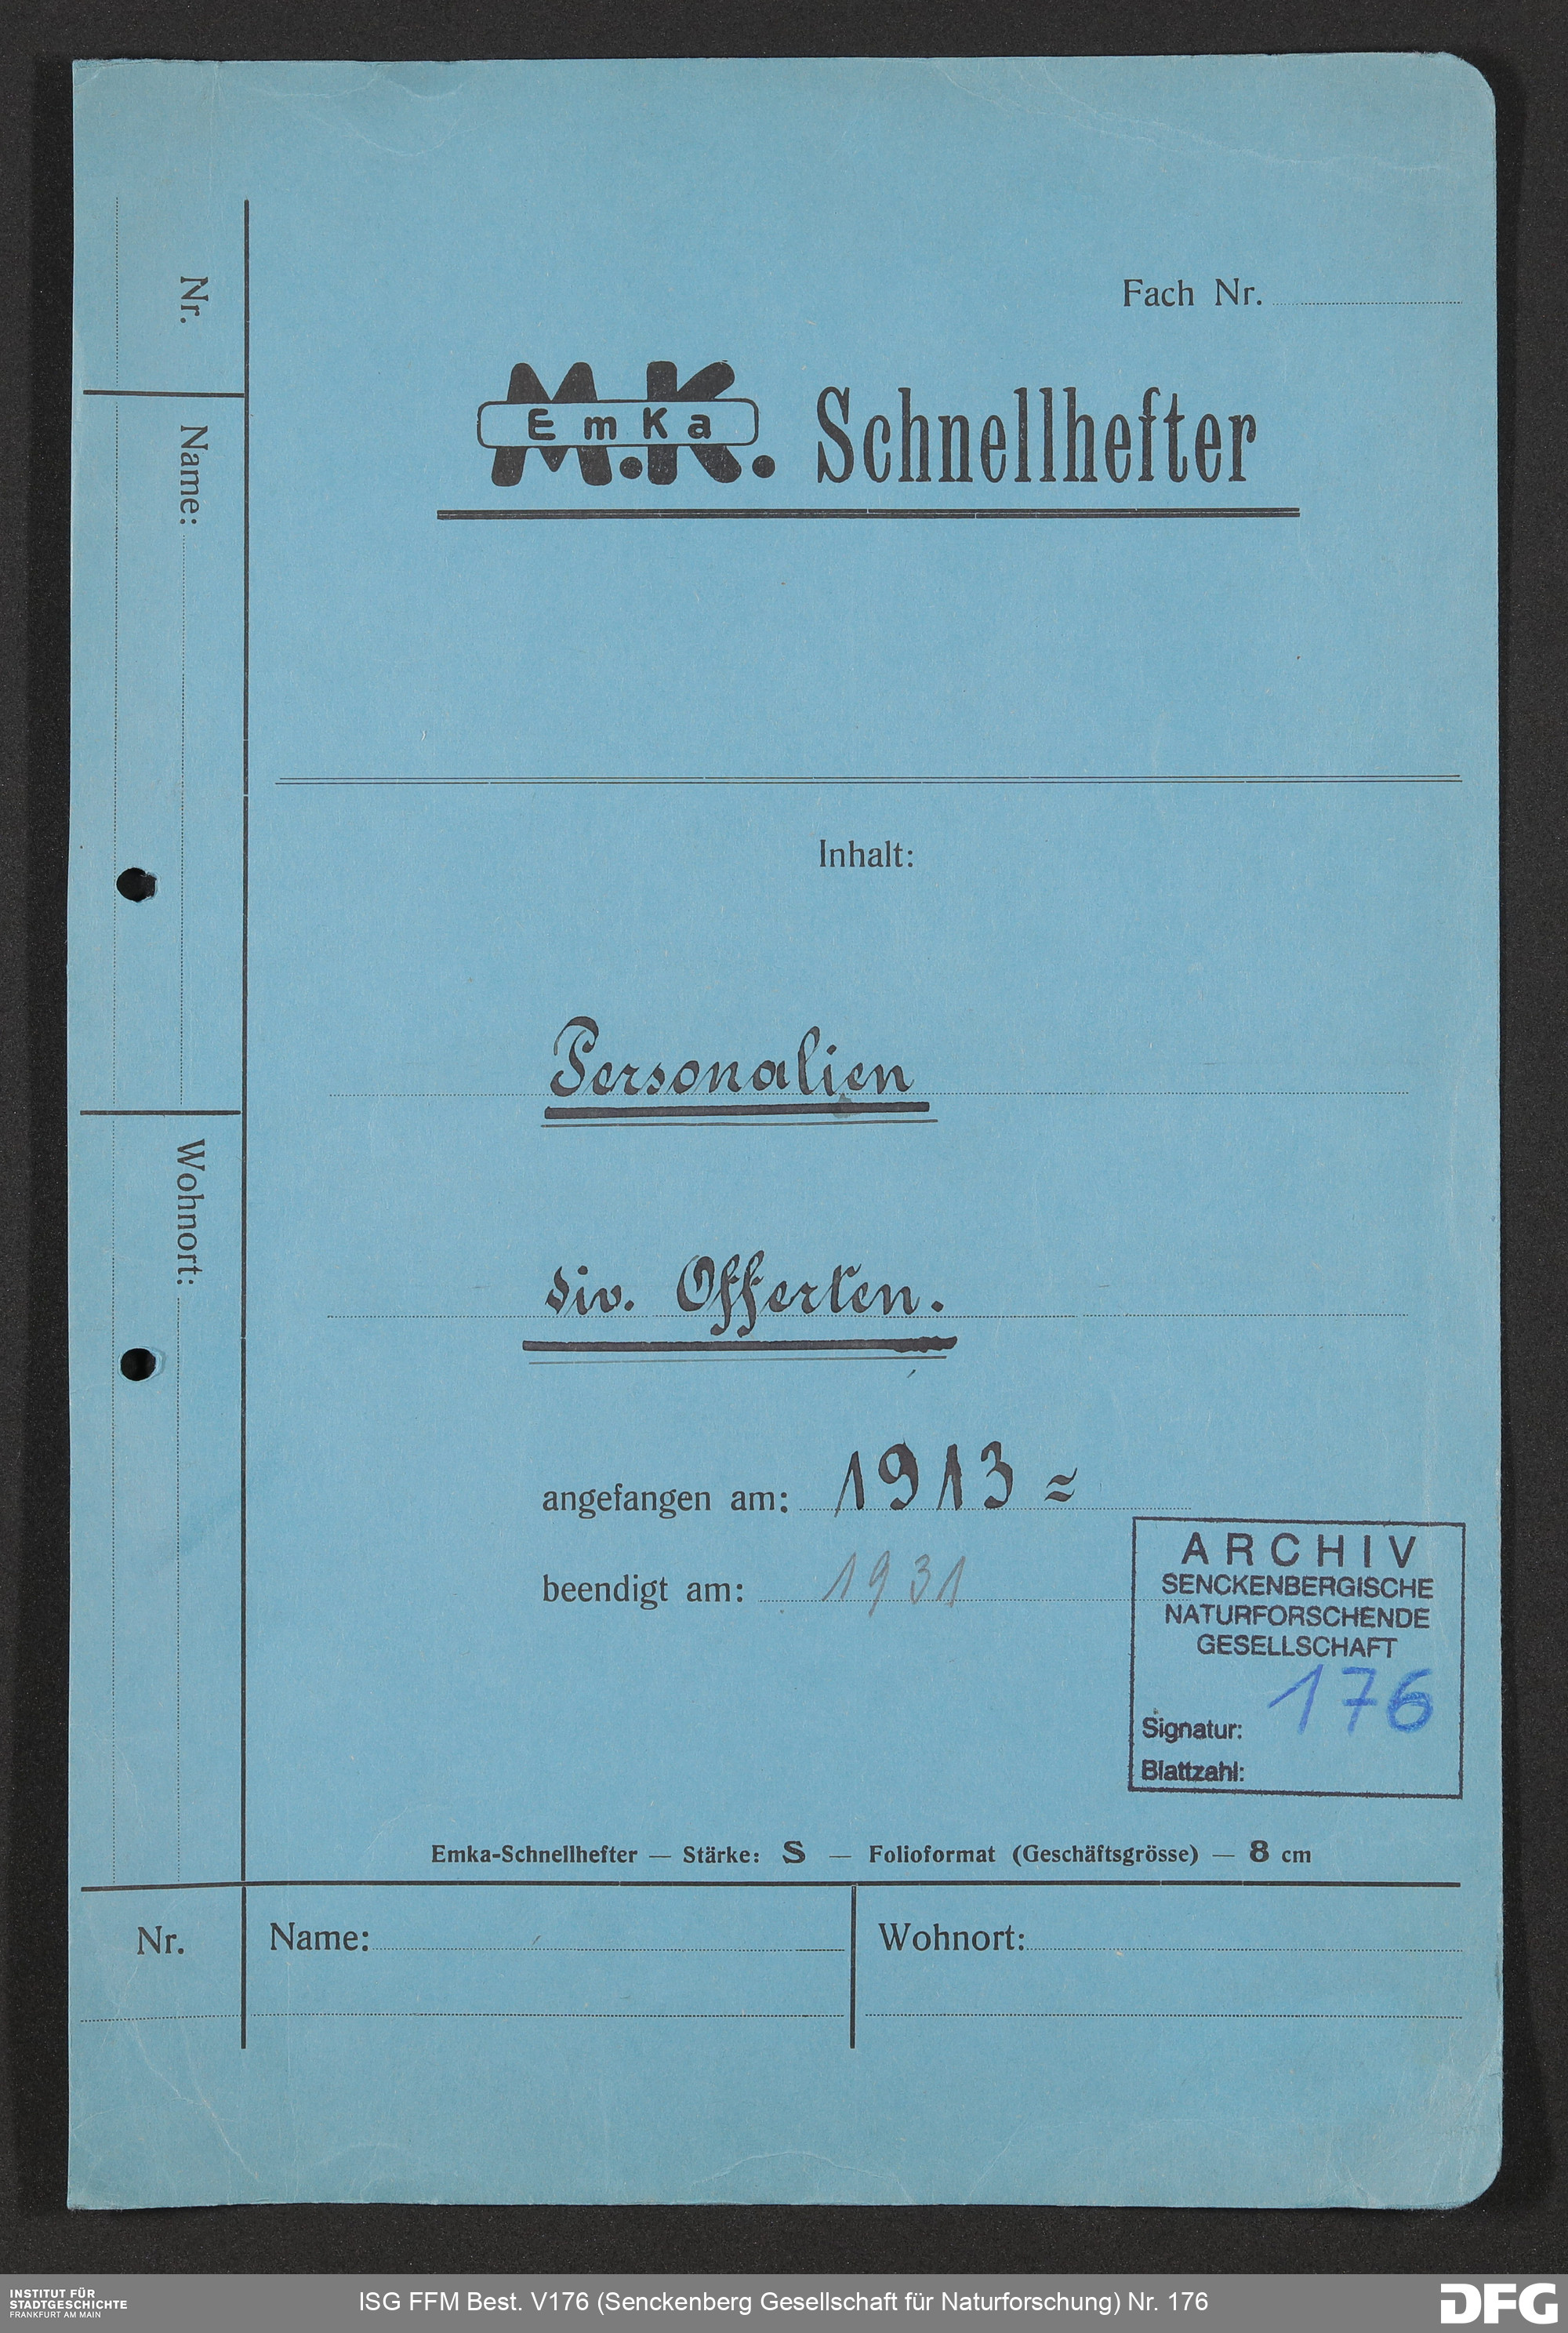 Fach Nr.
M.K.
EmKa
Schnellhefter
Nr.
Name:
Wohnort:
Inhalt:
Personalien
div. Offerten.
angefangen am: 1913 =
beendigt am: 1931
ARCHIV
SENCKENBERGISCHE
NATURFORSCHENDE
GESELLSCHAFT
176
Signatur:
Blattzahl:
Emka-Schnellhefter — Stärke: S — Folioformat (Geschäftsgrösse) — 8 cm
Nr.
Name:
Wohnort:
INSTITUT FÜR
STADTGESCHICHTE
FRANKFURT AM MAIN
ISG FFM Best. V176 (Senckenberg Gesellschaft für Naturforschung) Nr. 176
DFG